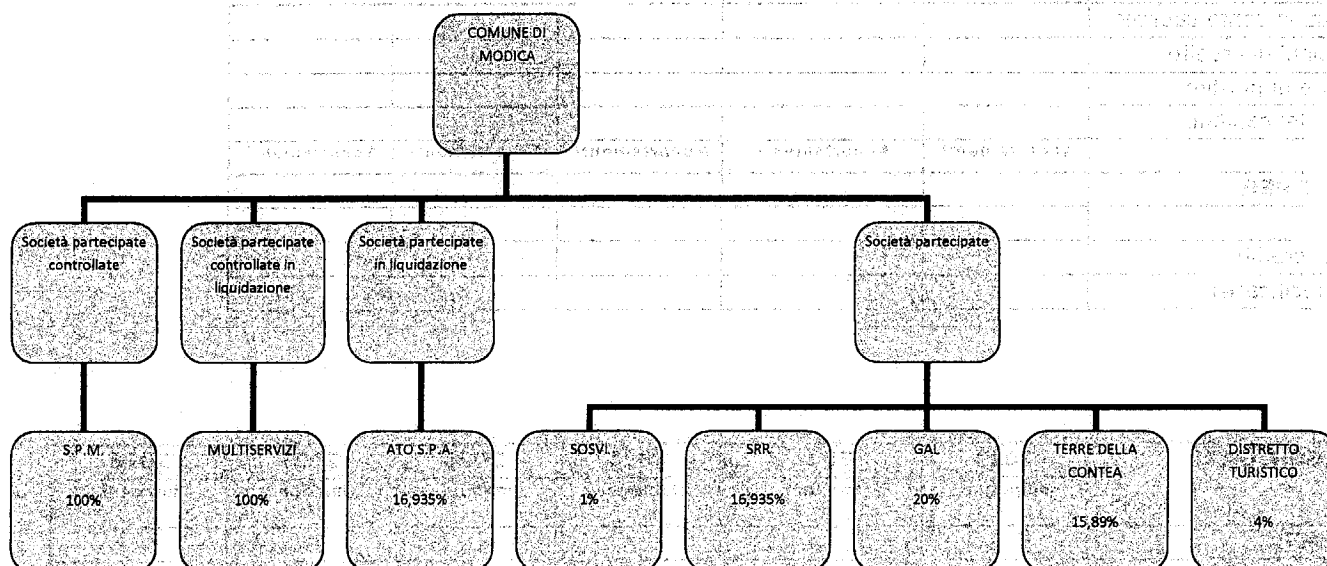 COMUNE DI
MODICA
Società partecipate
controllate
Società partecipate
controllate in
liquidazione
Società partecipate
in liquidazione
Società partecipate
S.P.M.
100%
MULTISERVIZI
100%
ATO S.P.A.
16,935%
SOSVI.
1%
SRR.
16,935%
GAL
20%
TERRE DELLA
CONTEA
15,89%
DISTRETTO
TURISTICO
4%